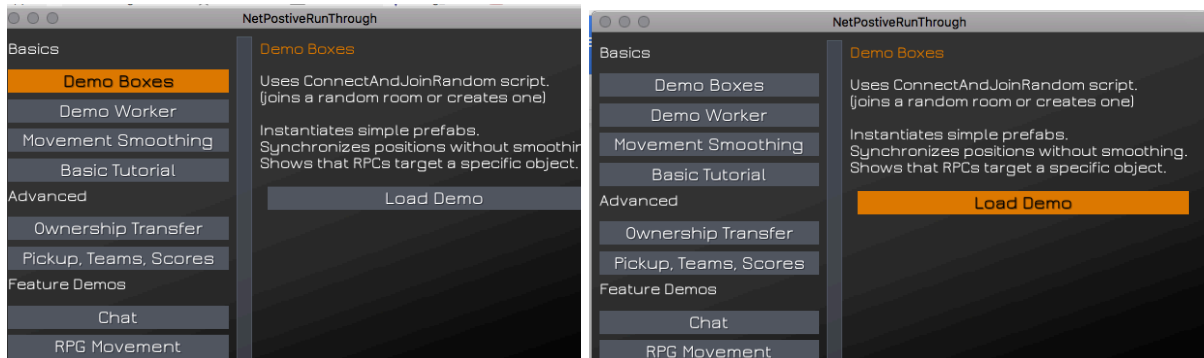 NetPostiveRunThrough
Basics
Demo Boxes
Demo Worker
Movement Smoothing
Basic Tutorial
Advanced
Ownership Transfer
Pickup, Teams, Scores
Feature Demos
Chat
RPG Movement
Demo Boxes
Uses ConnectAndJoinRandom script.
(joins a random room or creates one)
Instantiates simple prefabs.
Synchronizes positions without smoothin
Shows that RPCs target a specific object.
Load Demo
NetPostiveRunThrough
Basics
Demo Boxes
Demo Worker
Movement Smoothing
Basic Tutorial
Advanced
Ownership Transfer
Pickup, Teams, Scores
Feature Demos
Chat
RPG Movement
Demo Boxes
Uses ConnectAndJoinRandom script.
(joins a random room or creates one)
Instantiates simple prefabs.
Synchronizes positions without smoothing.
Shows that RPCs target a specific object.
Load Demo